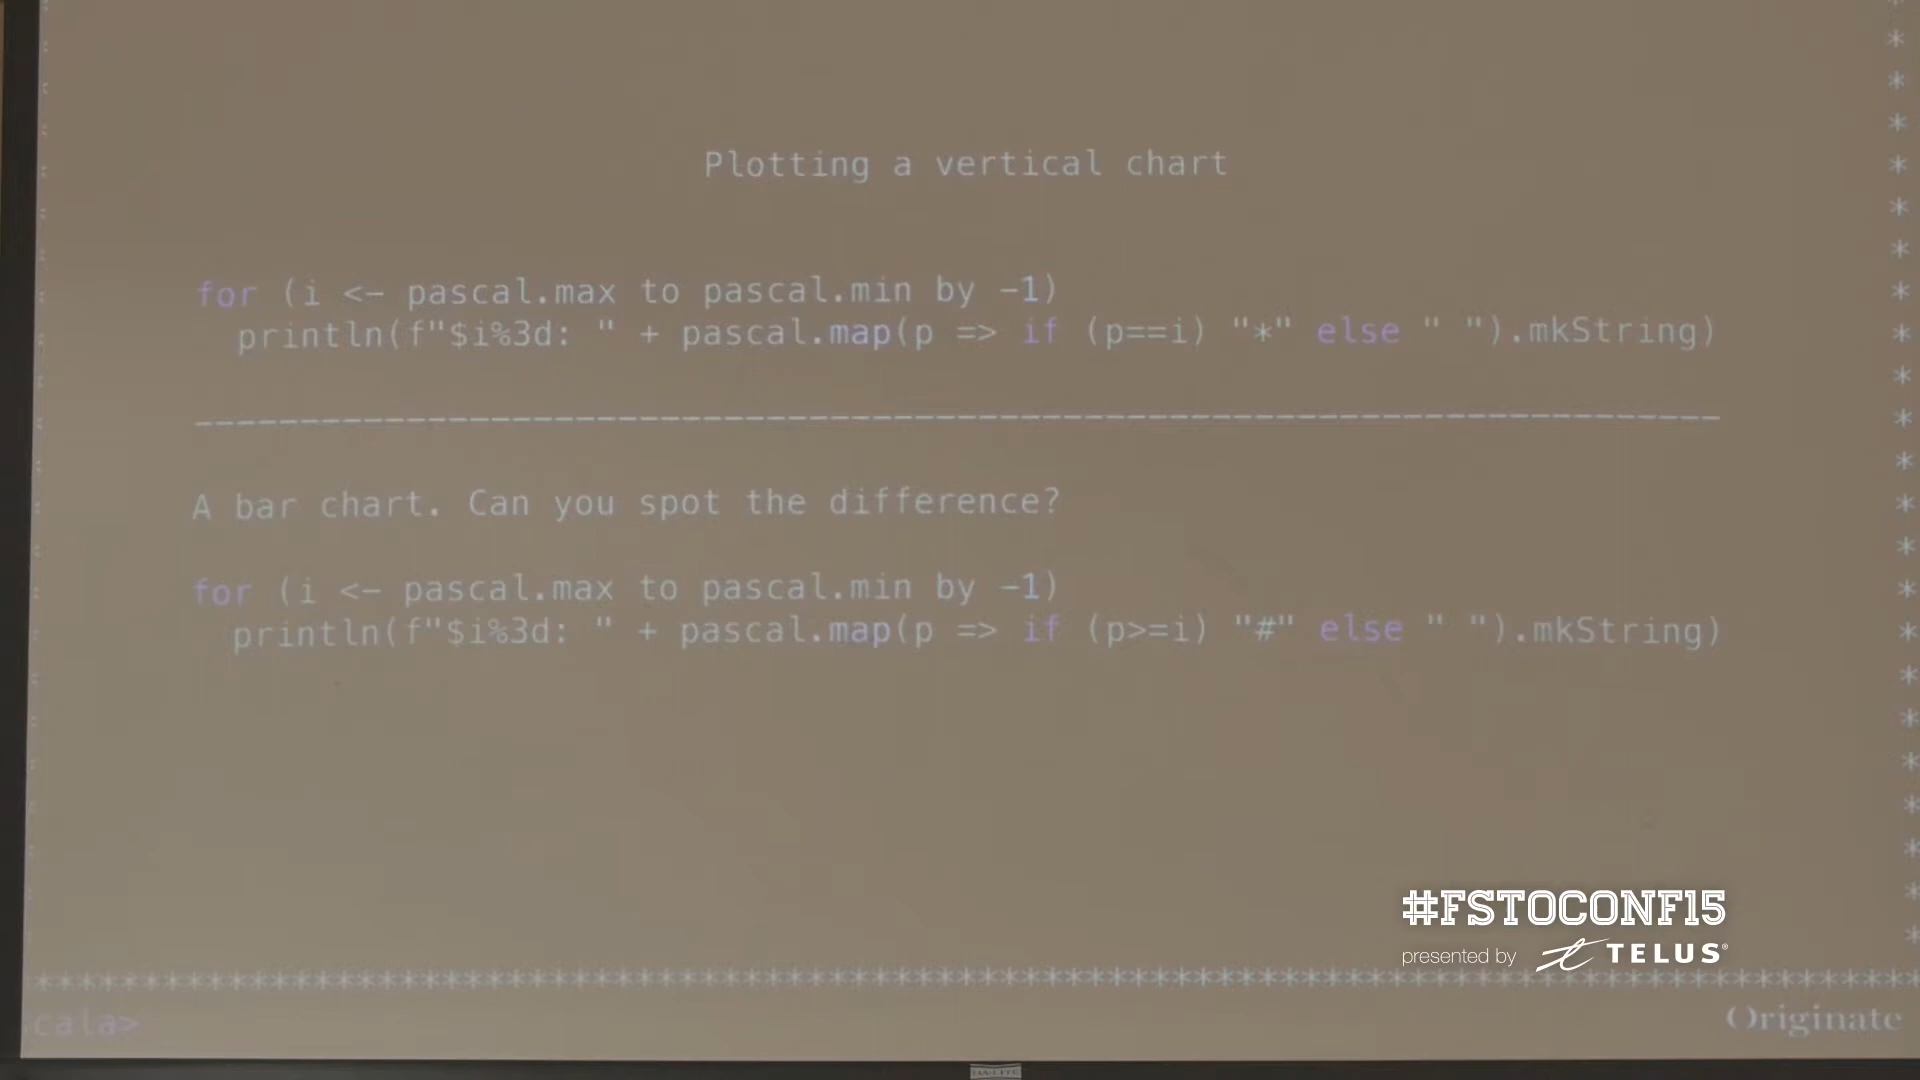 Plotting a vertical chart
for (i <- pascal.max to pascal.min by -1)
println(f"$i%3d: " + pascal.map(p => if (p==i) "*" else " ").mkString)
--------------------------------------------------------------------------
A bar chart. Can you spot the difference?
for (i <- pascal.max to pascal.min by -1)
println(f"$i%3d: " + pascal.map(p => if (p>=i) "#" else " ").mkString)
#FSTOCONF15
presented by TELUS®
cala>
Originate